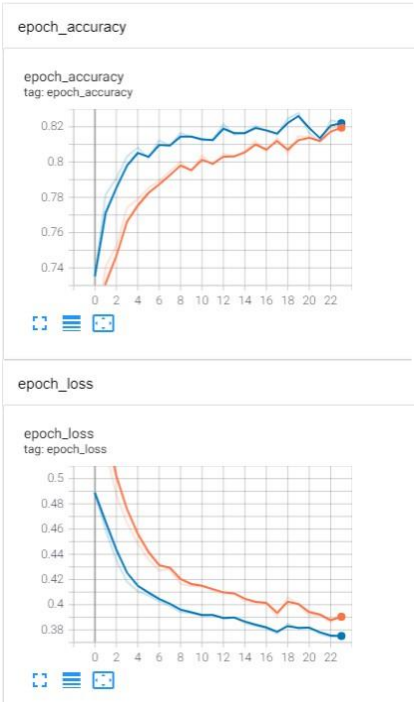 epoch_accuracy
epoch_accuracy
tag: epoch_accuracy
0.82
0.8
0.78
0.76
0.74
0 2 4 6 8 10 12 14 16 18 20 22
epoch_loss
epoch_loss
tag: epoch_loss
0.5
0.48
0.46
0.44
0.42
0.4
0.38
0 2 4 6 8 10 12 14 16 18 20 22